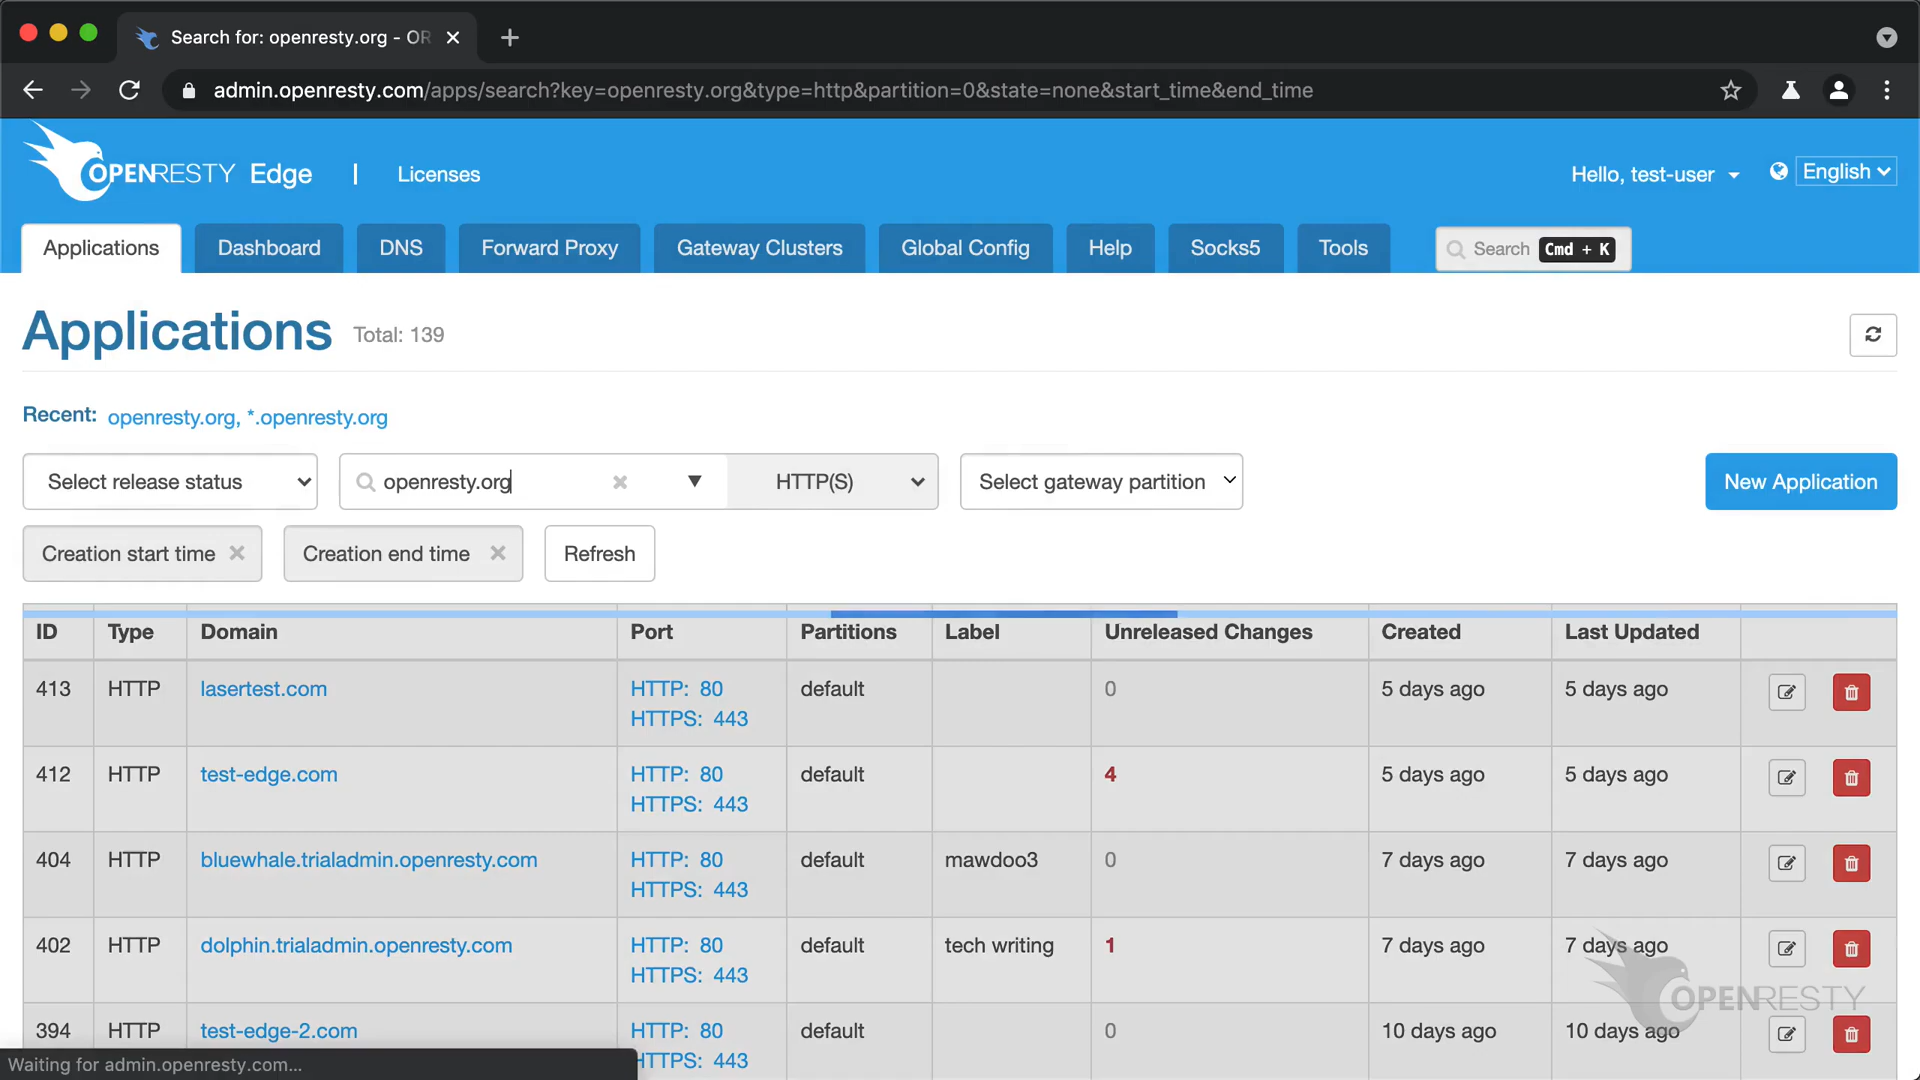 Search for: openresty.org - OR
admin.openresty.com/apps/search?key=openresty.org&type=http&partition=0&state=none&start_time&end_time
OPENRESTY Edge | Licenses
Hello, test-user
English
Applications Dashboard DNS Forward Proxy Gateway Clusters Global Config Help Socks5 Tools Search Cmd + K
Applications Total: 139
Recent: openresty.org, *.openresty.org
Select release status openresty.org HTTP(S) Select gateway partition New Application
Creation start time Creation end time Refresh
ID Type Domain Port Partitions Label Unreleased Changes Created Last Updated
413 HTTP lasertest.com HTTP: 80 default 0 5 days ago 5 days ago
HTTPS: 443
412 HTTP test-edge.com HTTP: 80 default 4 5 days ago 5 days ago
HTTPS: 443
404 HTTP bluewhale.trialadmin.openresty.com HTTP: 80 default mawdoo3 0 7 days ago 7 days ago
HTTPS: 443
402 HTTP dolphin.trialadmin.openresty.com HTTP: 80 default tech writing 1 7 days ago 7 days ago
HTTPS: 443
OPENRESTY
394 HTTP test-edge-2.com HTTP: 80 default 0 10 days ago 10 days ago
HTTPS: 443
Waiting for admin.openresty.com...